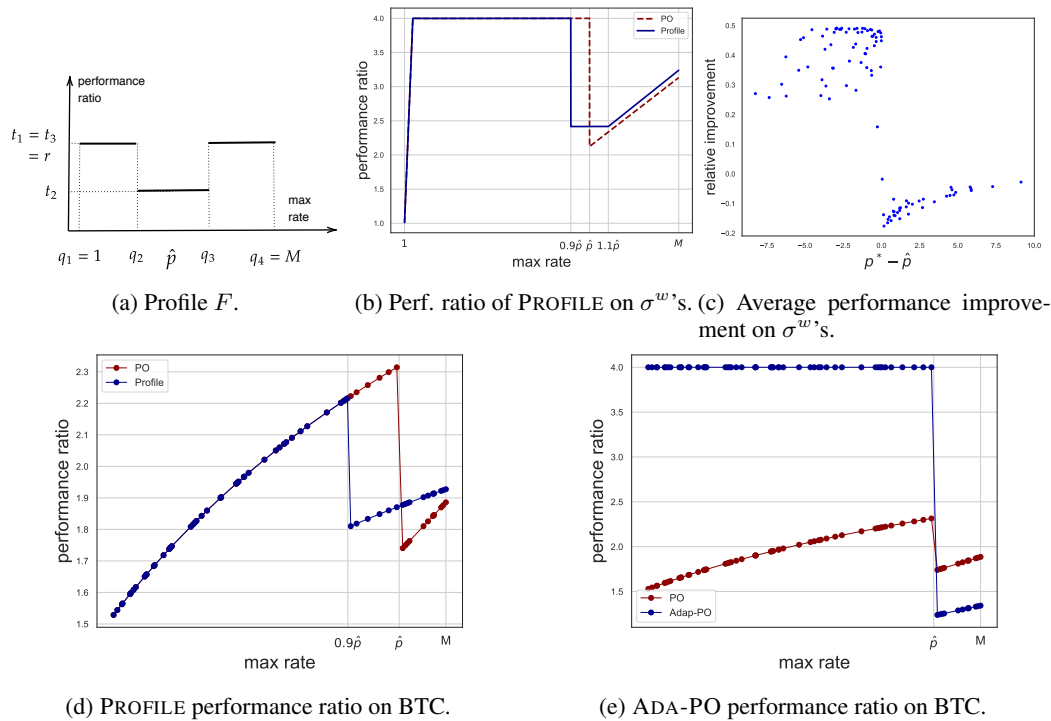 performance
ratio
t₁ = t₃
= r
t₂
max
rate
q₁ = 1
q₂
p̂
q₃
q₄ = M
(a) Profile F.
PO
Profile
performance ratio
4.0
3.5
3.0
2.5
2.0
1.5
1.0
1
0.9p̂
p̂
1.1p̂
M
max rate
(b) Perf. ratio of PROFILE on σʷ's.
relative improvement
0.5
0.4
0.3
0.2
0.1
0.0
−0.1
−0.2
−7.5
−5.0
−2.5
0.0
2.5
5.0
7.5
10.0
p* − p̂
(c) Average performance improve-
ment on σʷ's.
PO
Profile
performance ratio
2.3
2.2
2.1
2.0
1.9
1.8
1.7
1.6
1.5
0.9p̂
p̂
M
max rate
(d) PROFILE performance ratio on BTC.
performance ratio
4.0
3.5
3.0
2.5
2.0
1.5
PO
Adap-PO
p̂
M
max rate
(e) ADA-PO performance ratio on BTC.